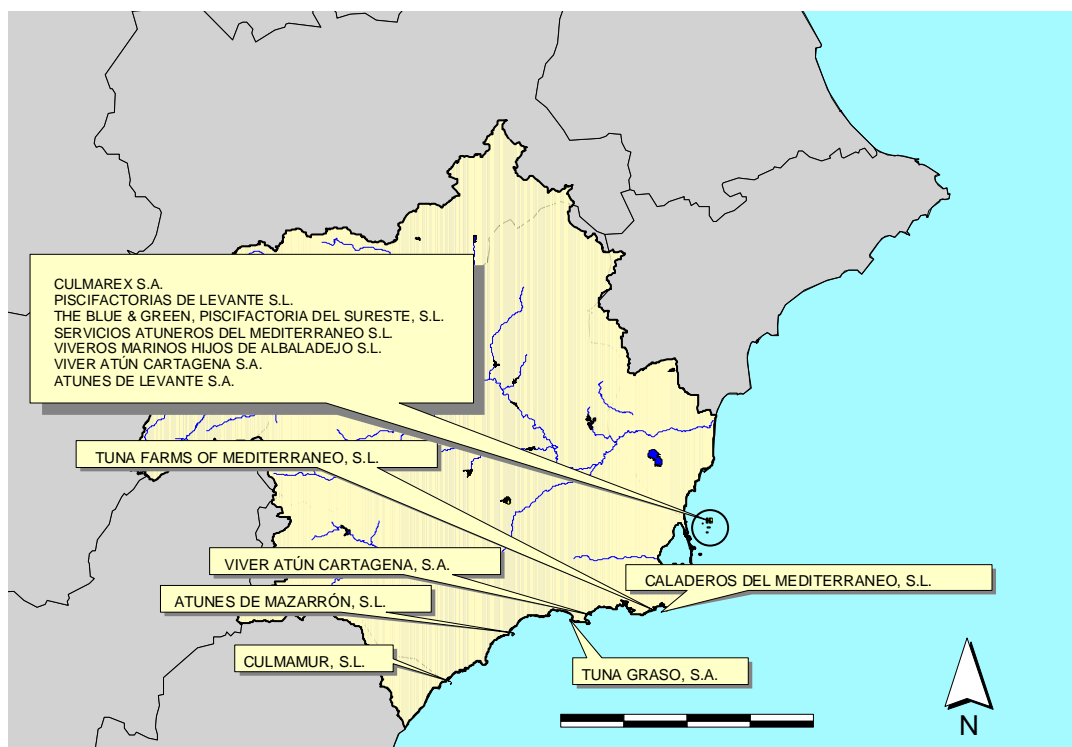 CULMAREX S.A.
PISCIFACTORIAS DE LEVANTE S.L.
THE BLUE & GREEN, PISCIFACTORIA DEL SURESTE, S.L.
SERVICIOS ATUNEROS DEL MEDITERRANEO S.L.
VIVEROS MARINOS HIJOS DE ALBALADEJO S.L.
VIVER ATÚN CARTAGENA S.A.
ATUNES DE LEVANTE S.A.
TUNA FARMS OF MEDITERRANEO, S.L.
VIVER ATÚN CARTAGENA, S.A.
CALADEROS DEL MEDITERRANEO, S.L.
ATUNES DE MAZARRÓN, S.L.
CULMAMUR, S.L.
TUNA GRASO, S.A.
N